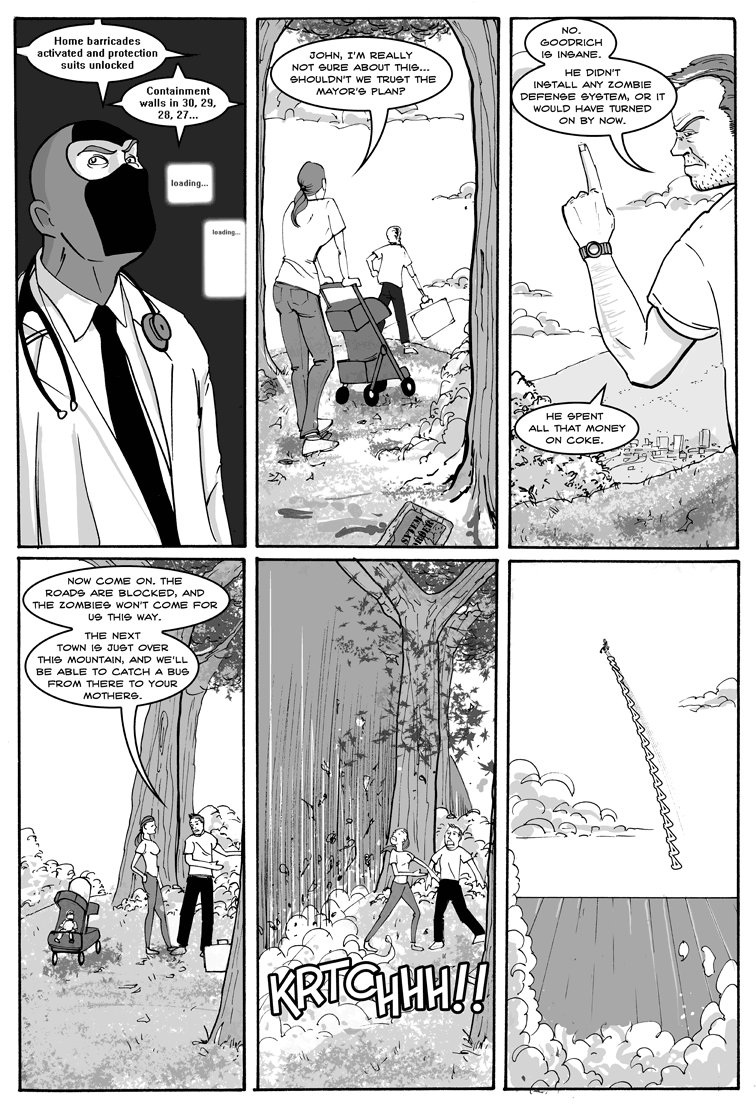 Home barricades
activated and protection
suits unlocked
Containment
walls in 30, 29,
28, 27...
loading...
loading...
JOHN, I'M REALLY
NOT SURE ABOUT THIS...
SHOULDN'T WE TRUST THE
MAYOR'S PLAN?
SYTEM
NO.
GOODRICH
IS INSANE.
HE DIDN'T
INSTALL ANY ZOMBIE
DEFENSE SYSTEM, OR IT
WOULD HAVE TURNED
ON BY NOW.
HE SPENT
ALL THAT MONEY
ON COKE.
NOW COME ON. THE
ROADS ARE BLOCKED, AND
THE ZOMBIES WON'T COME FOR
US THIS WAY.
THE NEXT
TOWN IS JUST OVER
THIS MOUNTAIN, AND WE'LL
BE ABLE TO CATCH A BUS
FROM THERE TO YOUR
MOTHERS.
KRTCHHHH!!